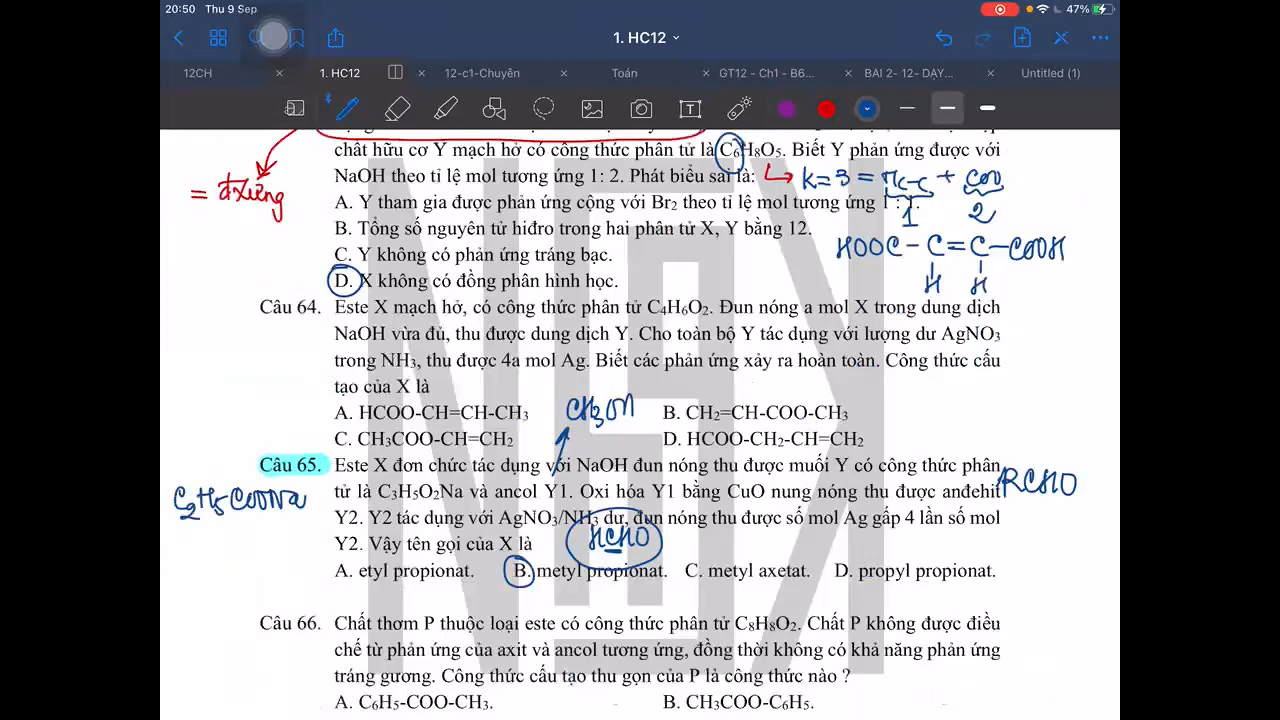 20:50 Thu 9 Sep
47%
1. HC12
12CH
1. HC12
12-c1-Chuyên
Toán
GT12 - Ch1 - B6...
BAI 2- 12- DAY...
Untitled (1)
chất hữu cơ Y mạch hở có công thức phân tử là C6H8O5. Biết Y phản ứng được với
NaOH theo tỉ lệ mol tương ứng 1: 2. Phát biểu sai là:
k=3 = πc-c + coo
1 2
= đxứng
A. Y tham gia được phản ứng cộng với Br2 theo tỉ lệ mol tương ứng 1 : 1.
B. Tổng số nguyên tử hiđro trong hai phân tử X, Y bằng 12.
HOOC - C = C - COOH
H H
C. Y không có phản ứng tráng bạc.
D. X không có đồng phân hình học.
Câu 64. Este X mạch hở, có công thức phân tử C4H6O2. Đun nóng a mol X trong dung dịch
NaOH vừa đủ, thu được dung dịch Y. Cho toàn bộ Y tác dụng với lượng dư AgNO3
trong NH3, thu được 4a mol Ag. Biết các phản ứng xảy ra hoàn toàn. Công thức cấu
tạo của X là
A. HCOO-CH=CH-CH3 B. CH2=CH-COO-CH3
CH3OH
C. CH3COO-CH=CH2 D. HCOO-CH2-CH=CH2
Câu 65. Este X đơn chức tác dụng với NaOH đun nóng thu được muối Y có công thức phân
tử là C3H5O2Na và ancol Y1. Oxi hóa Y1 bằng CuO nung nóng thu được anđehit
RCHO
C2H5COONa
Y2. Y2 tác dụng với AgNO3/NH3 dư, đun nóng thu được số mol Ag gấp 4 lần số mol
Y2. Vậy tên gọi của X là
HCHO
A. etyl propionat. B. metyl propionat. C. metyl axetat. D. propyl propionat.
Câu 66. Chất thơm P thuộc loại este có công thức phân tử C8H8O2. Chất P không được điều
chế từ phản ứng của axit và ancol tương ứng, đồng thời không có khả năng phản ứng
tráng gương. Công thức cấu tạo thu gọn của P là công thức nào ?
A. C6H5-COO-CH3. B. CH3COO-C6H5.